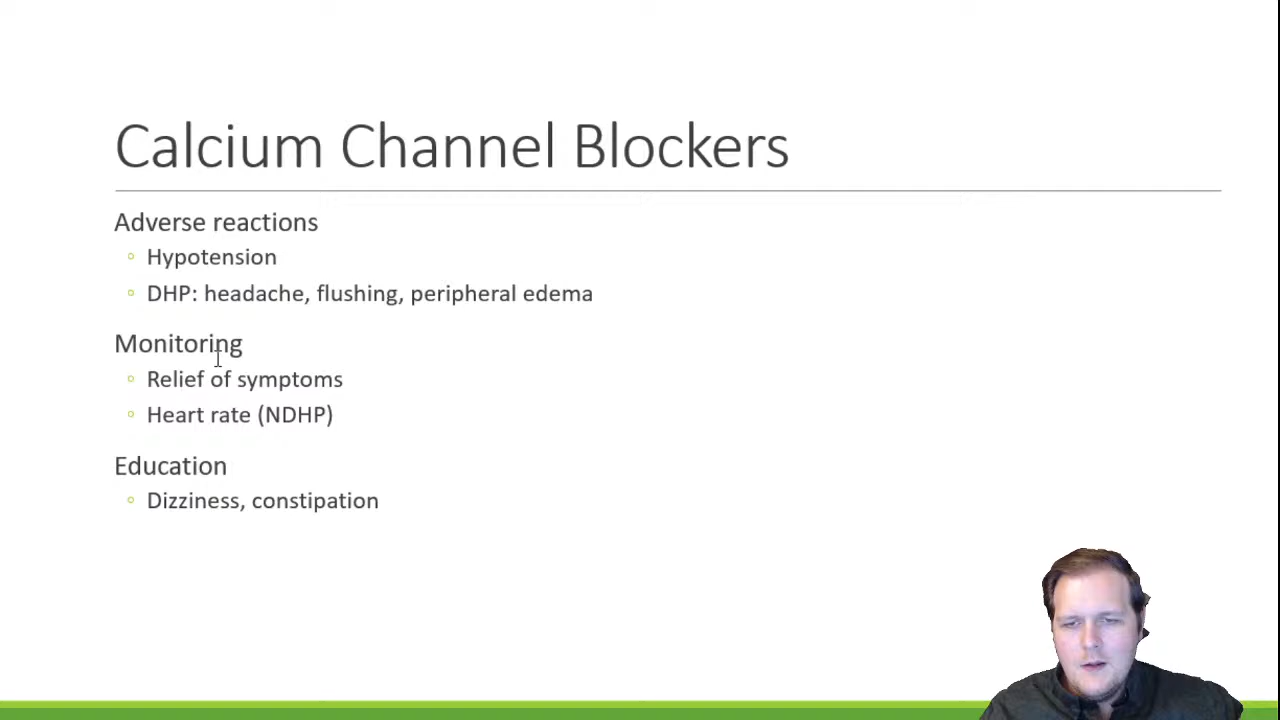 Calcium Channel Blockers
Adverse reactions
Hypotension
DHP: headache, flushing, peripheral edema
Monitoring
Relief of symptoms
Heart rate (NDHP)
Education
Dizziness, constipation